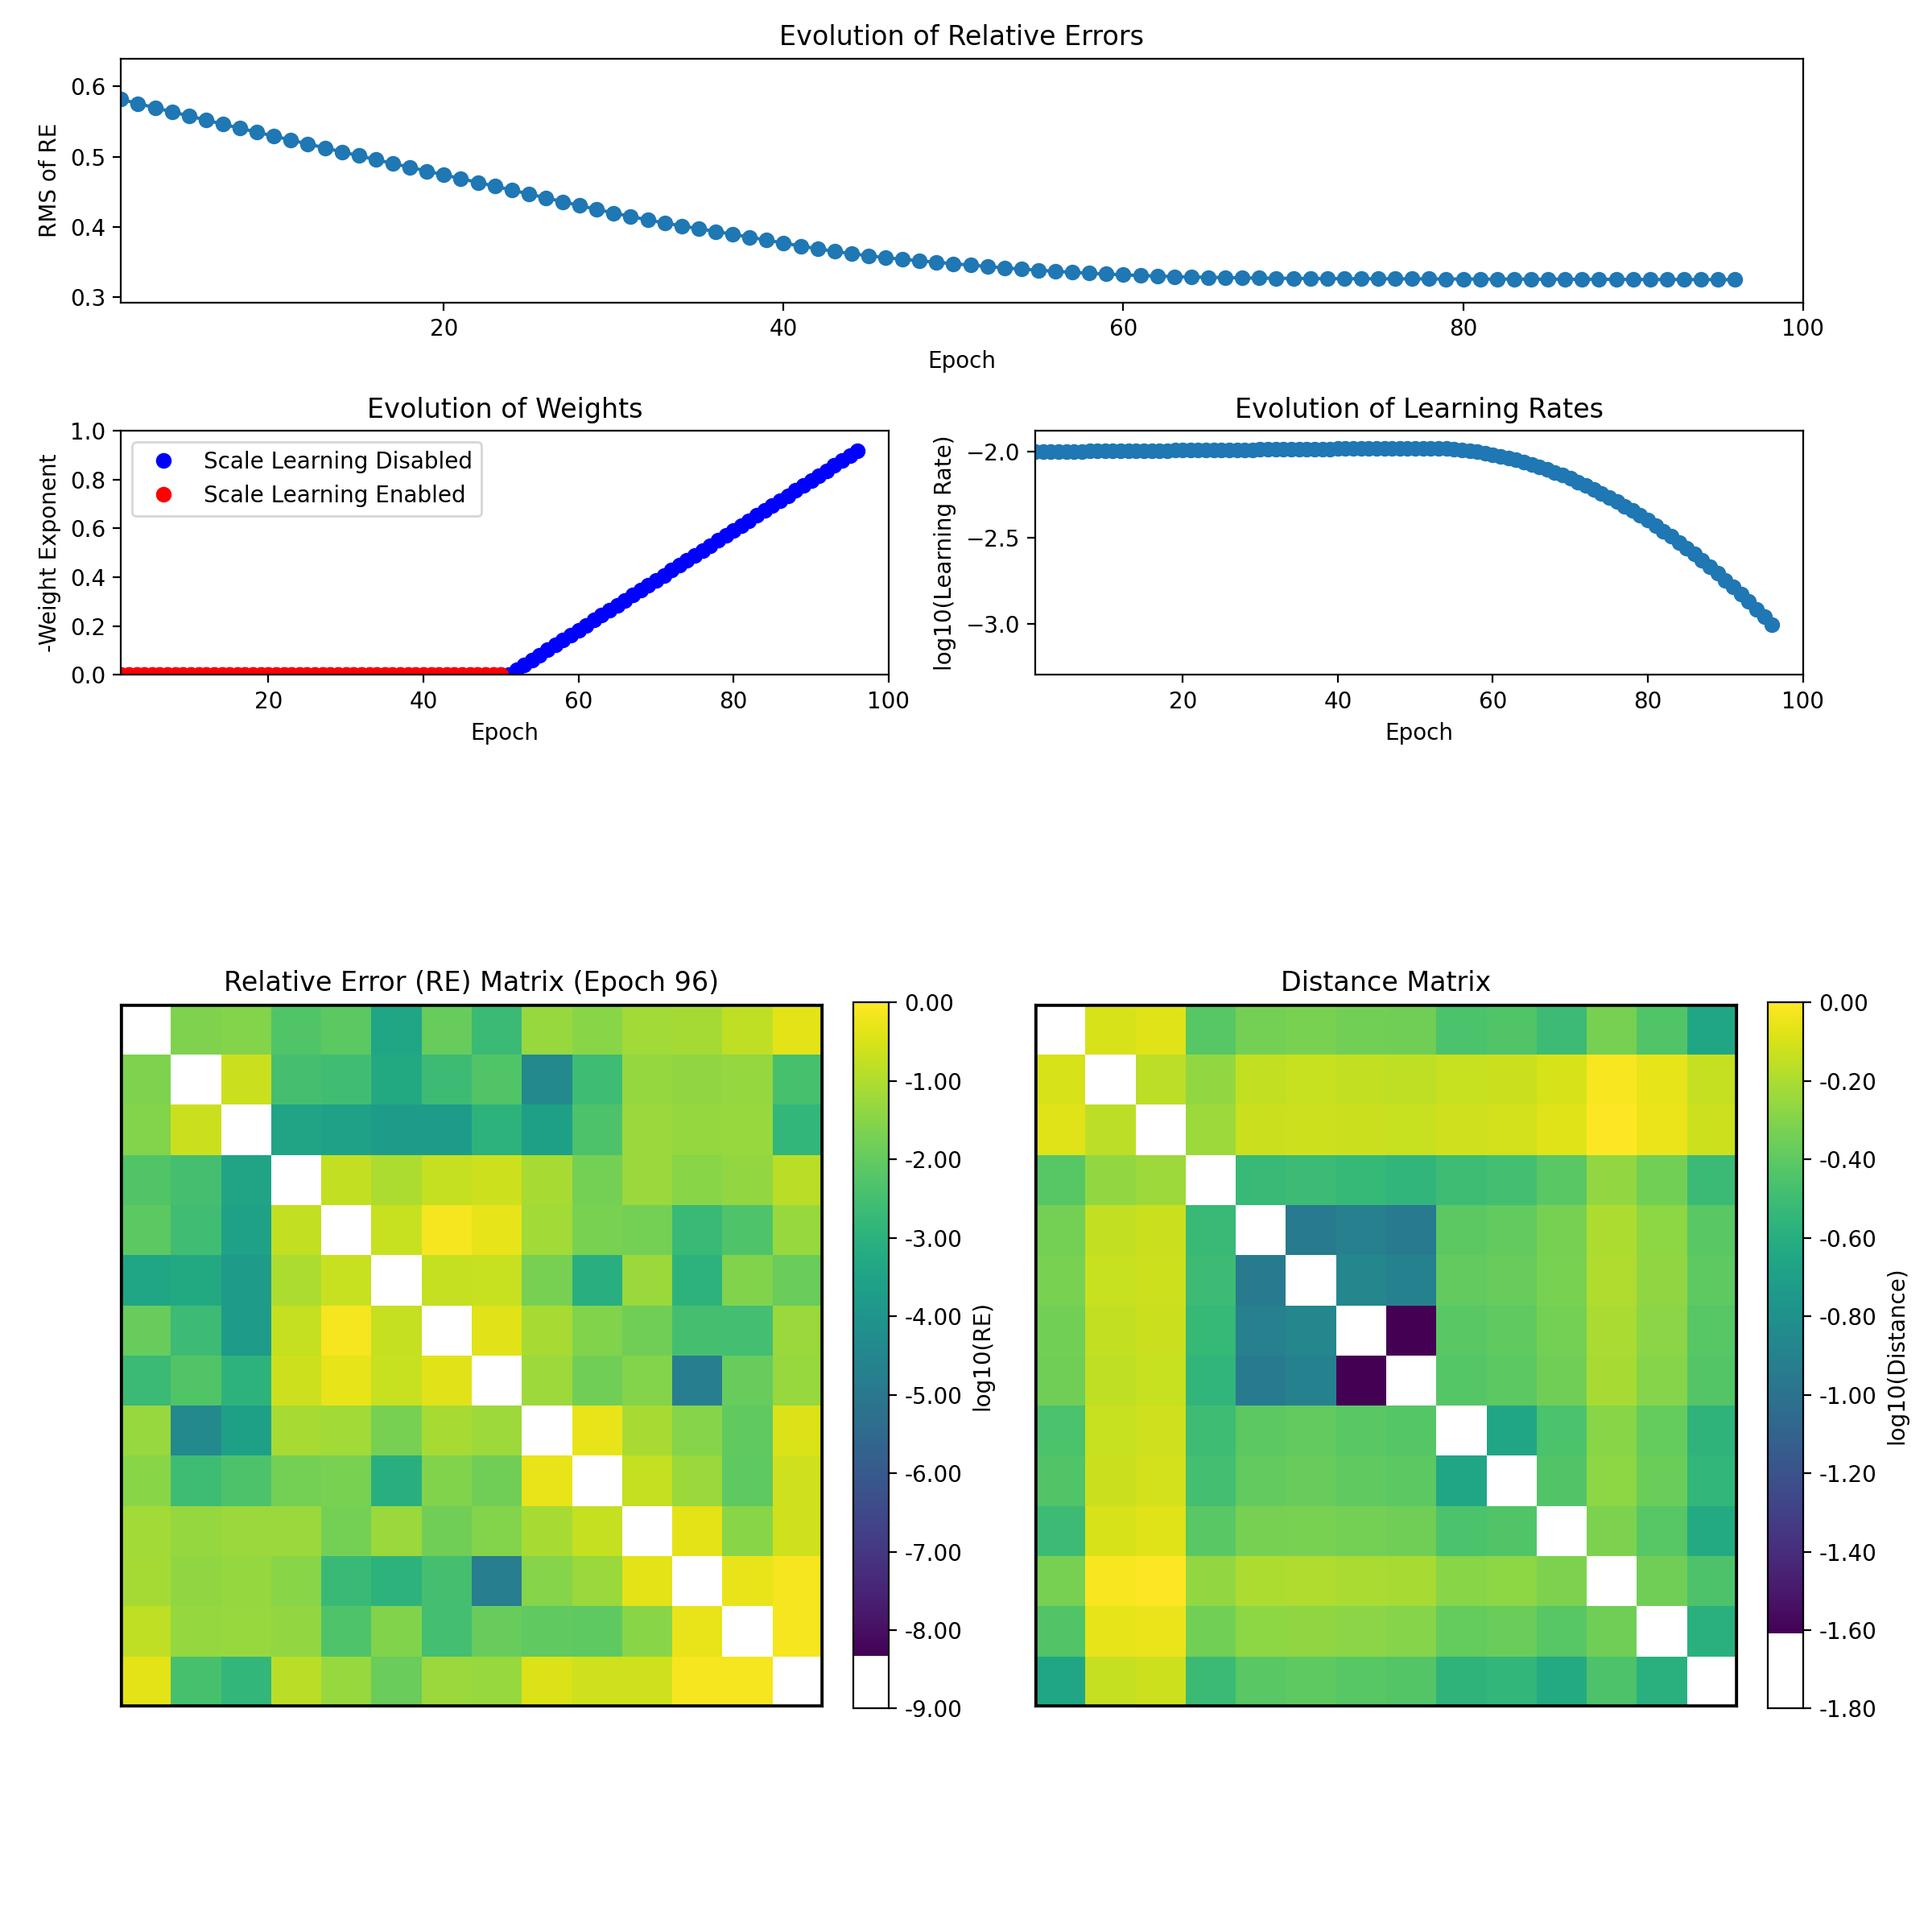 Evolution of Relative Errors
RMS of RE
0.6
0.5
0.4
0.3
20 40 60 80 100
Epoch
Evolution of Weights
-Weight Exponent
1.0
0.8
0.6
0.4
0.2
0.0
Scale Learning Disabled
Scale Learning Enabled
20 40 60 80 100
Epoch
Evolution of Learning Rates
log10(Learning Rate)
−2.0
−2.5
−3.0
20 40 60 80 100
Epoch
Relative Error (RE) Matrix (Epoch 96)
0.00
-1.00
-2.00
-3.00
-4.00
-5.00
-6.00
-7.00
-8.00
-9.00
log10(RE)
Distance Matrix
0.00
-0.20
-0.40
-0.60
-0.80
-1.00
-1.20
-1.40
-1.60
-1.80
log10(Distance)